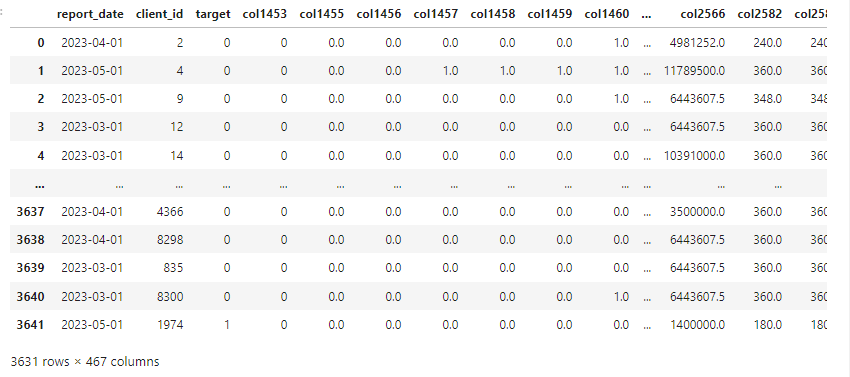 report_date client_id target col1453 col1455 col1456 col1457 col1458 col1459 col1460 ... col2566 col2582 col258
0 2023-04-01 2 0 0 0.0 0.0 0.0 0.0 0.0 1.0 ... 4981252.0 240.0 240
1 2023-05-01 4 0 0 0.0 0.0 1.0 1.0 1.0 1.0 ... 11789500.0 360.0 360
2 2023-05-01 9 0 0 0.0 0.0 0.0 0.0 0.0 1.0 ... 6443607.5 348.0 348
3 2023-03-01 12 0 0 0.0 0.0 0.0 0.0 0.0 0.0 ... 6443607.5 360.0 360
4 2023-03-01 14 0 0 0.0 0.0 0.0 0.0 0.0 0.0 ... 10391000.0 360.0 360
... ... ... ... ... ... ... ... ... ... ... ... ... ...
3637 2023-04-01 4366 0 0 0.0 0.0 0.0 0.0 0.0 0.0 ... 3500000.0 360.0 360
3638 2023-04-01 8298 0 0 0.0 0.0 0.0 0.0 0.0 0.0 ... 6443607.5 360.0 360
3639 2023-03-01 835 0 0 0.0 0.0 0.0 0.0 0.0 0.0 ... 6443607.5 360.0 360
3640 2023-03-01 8300 0 0 0.0 0.0 0.0 0.0 0.0 1.0 ... 6443607.5 360.0 360
3641 2023-05-01 1974 1 0 0.0 0.0 0.0 0.0 0.0 0.0 ... 1400000.0 180.0 180
3631 rows × 467 columns